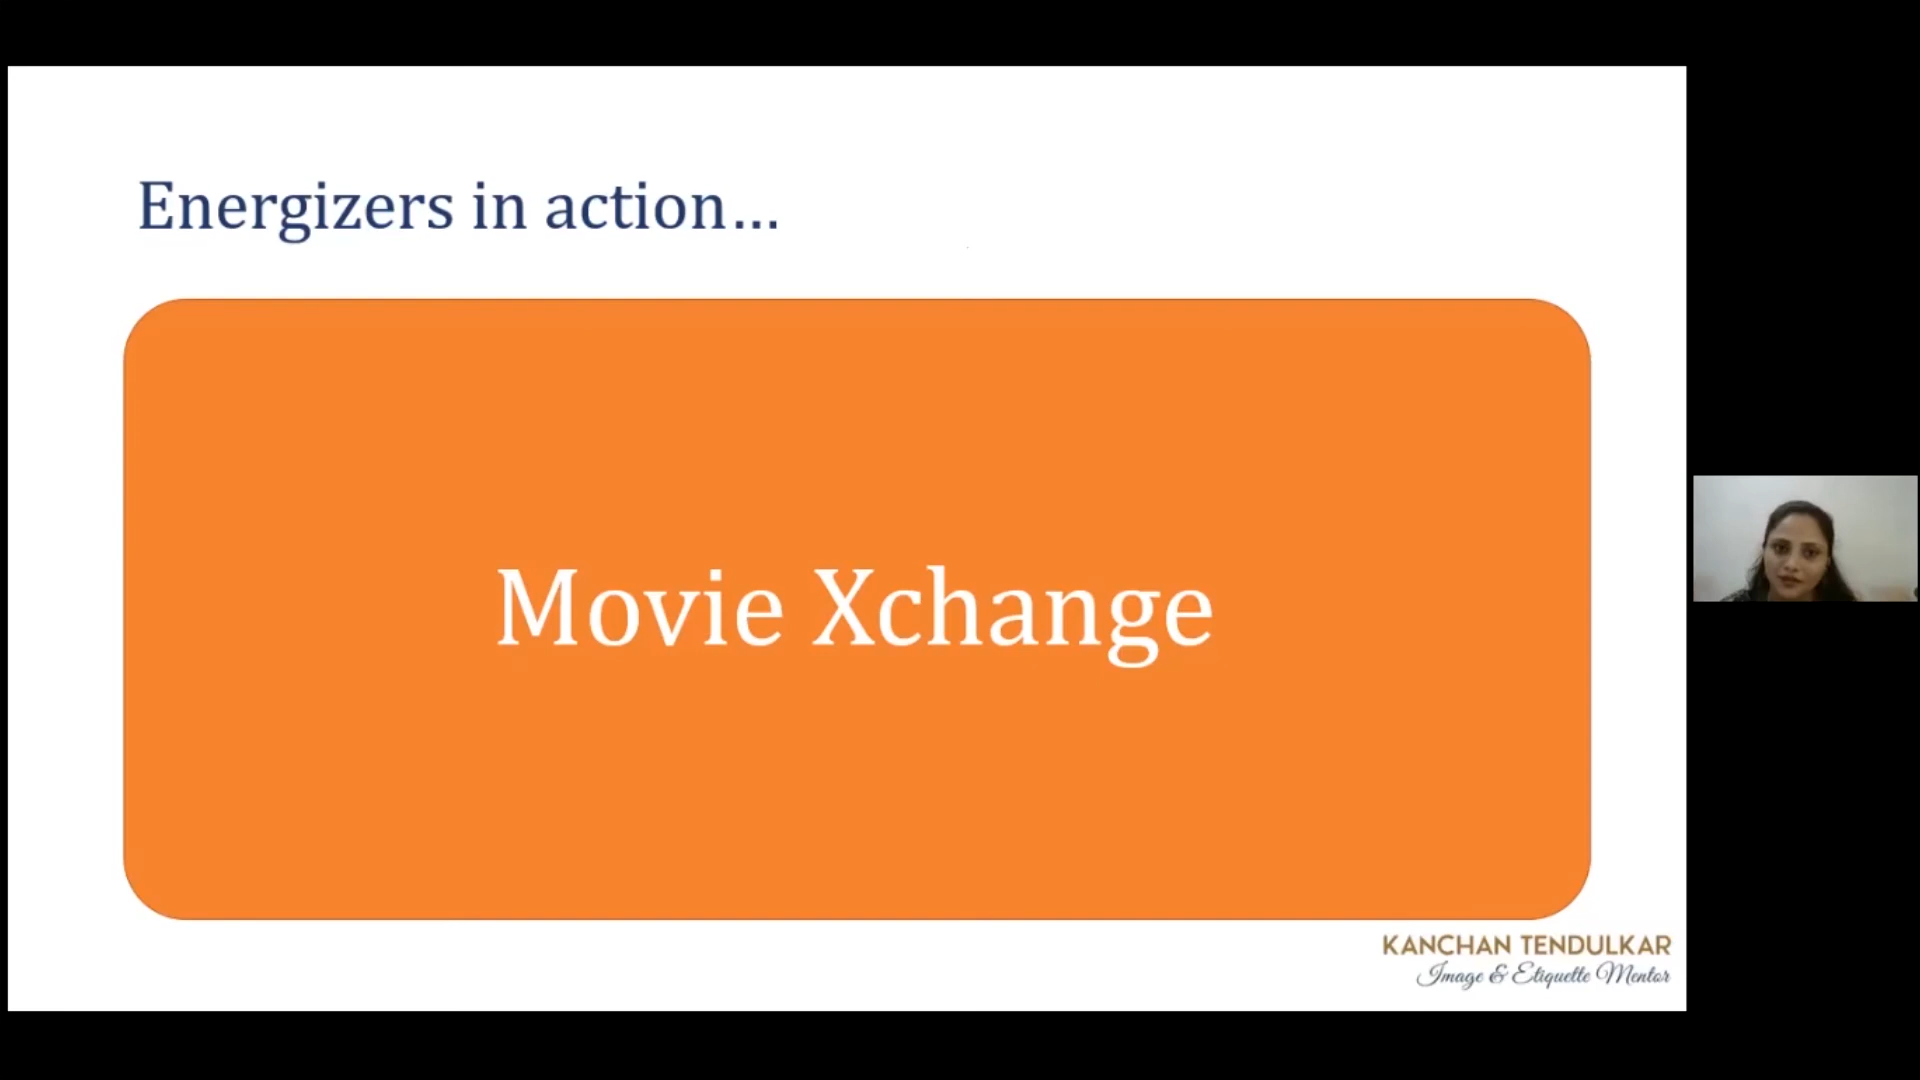 Energizers in action…
Movie Xchange
KANCHAN TENDULKAR
Image & Etiquette Mentor